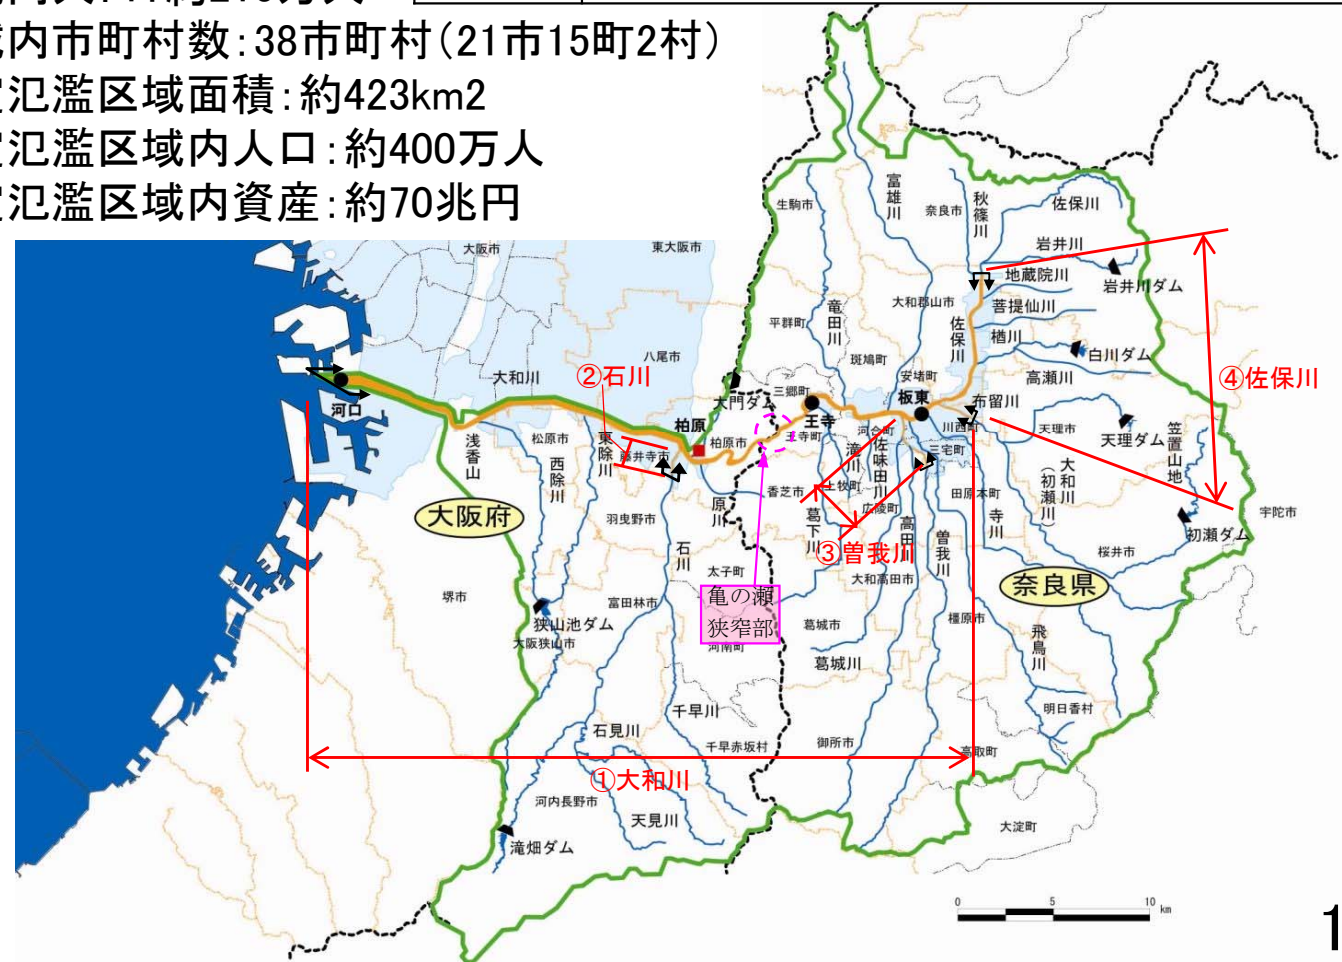 域内市町村数:38市町村(21市15町2村)
定氾濫区域面積:約423km2
定氾濫区域内人口:約400万人
定氾濫区域内資産:約70兆円
大阪市
東大阪市
八尾市
大和川
②石川
河口
浅香山
松原市
西除川
東除川
藤井寺市
柏原
柏原市
大門ダム
大阪府
羽曳野市
石川
原川
太子町
堺市
富田林市
河南町
狭山池ダム
大阪狭山市
千早川
石見川
千早赤坂村
①大和川
河内長野市
天見川
滝畑ダム
亀の瀬
狭窄部
生駒市
富雄川
奈良市
秋篠川
佐保川
岩井川
地蔵院川
岩井川ダム
菩提仙川
大和郡山市
佐保川
楢川
白川ダム
高瀬川
④佐保川
平群町
竜田川
斑鳩町
安堵町
三郷町
王寺
王寺町
板東
布留川
河合町
川西町
天理市
天理ダム
笠置山地
滝川
佐味田川
三宅町
香芝市
上牧町
広陵町
田原本町
大和川
(初瀬川)
葛下川
③曽我川
高田川
曽我川
寺川
初瀬ダム
宇陀市
桜井市
大和高田市
奈良県
葛城市
葛城川
橿原市
飛鳥川
明日香村
御所市
高取町
大淀町
0 5 10 km
1